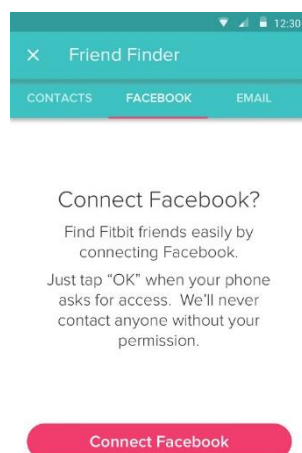 12:30
× Friend Finder
CONTACTS FACEBOOK EMAIL
Connect Facebook?
Find Fitbit friends easily by
connecting Facebook.
Just tap “OK” when your phone
asks for access. We’ll never
contact anyone without your
permission.
Connect Facebook